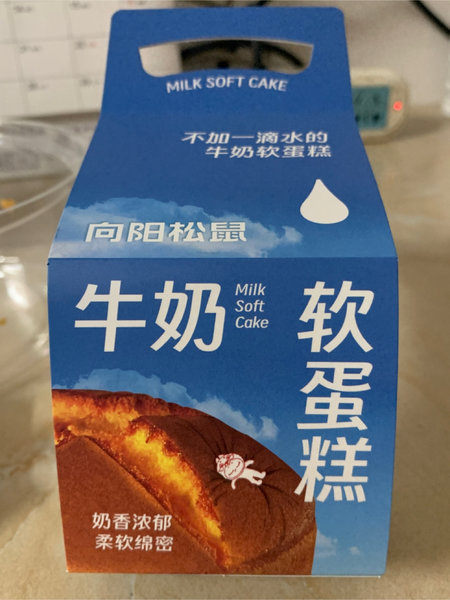 MILK SOFT CAKE
不加一滴水的
牛奶软蛋糕
向阳松鼠
牛奶
Milk
Soft
Cake
软蛋糕
奶香浓郁
柔软绵密